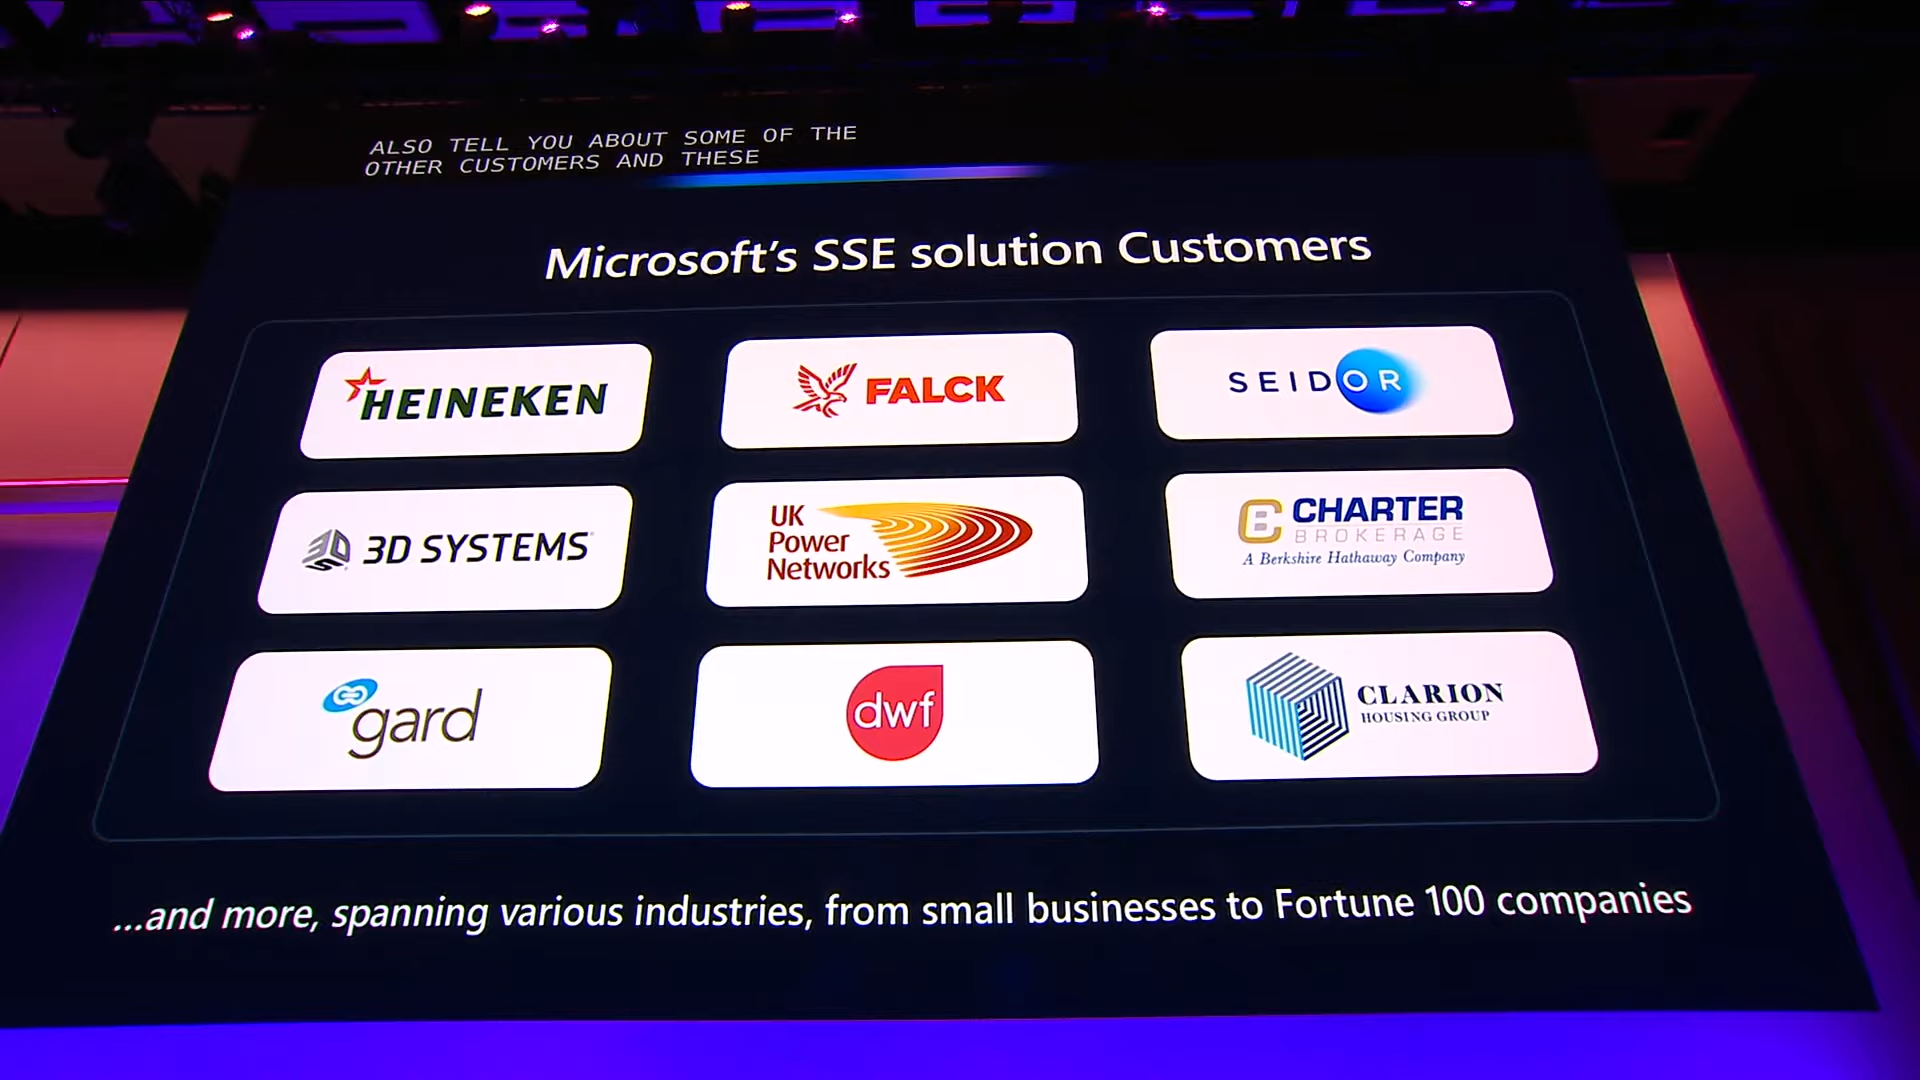 ALSO TELL YOU ABOUT SOME OF THE
OTHER CUSTOMERS AND THESE
Microsoft's SSE solution Customers
HEINEKEN
FALCK
SEIDOR
3D SYSTEMS
UK
Power
Networks
CHARTER
BROKERAGE
A Berkshire Hathaway Company
gard
dwf
CLARION
HOUSING GROUP
...and more, spanning various industries, from small businesses to Fortune 100 companies